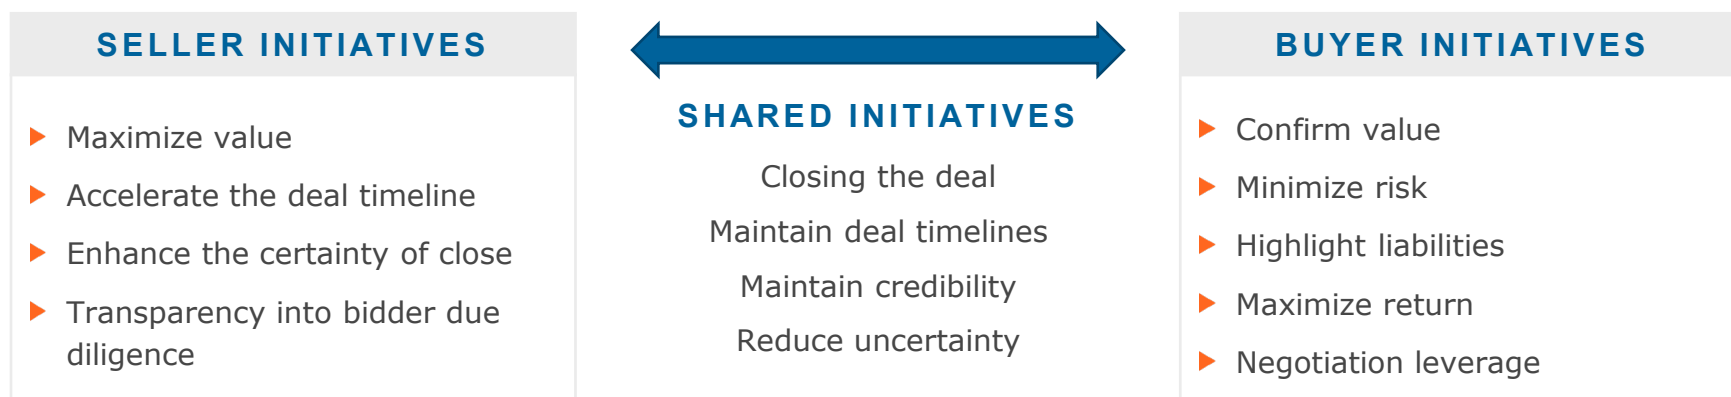 SELLER INITIATIVES
Maximize value
Accelerate the deal timeline
Enhance the certainty of close
Transparency into bidder due
diligence
SHARED INITIATIVES
Closing the deal
Maintain deal timelines
Maintain credibility
Reduce uncertainty
BUYER INITIATIVES
Confirm value
Minimize risk
Highlight liabilities
Maximize return
Negotiation leverage